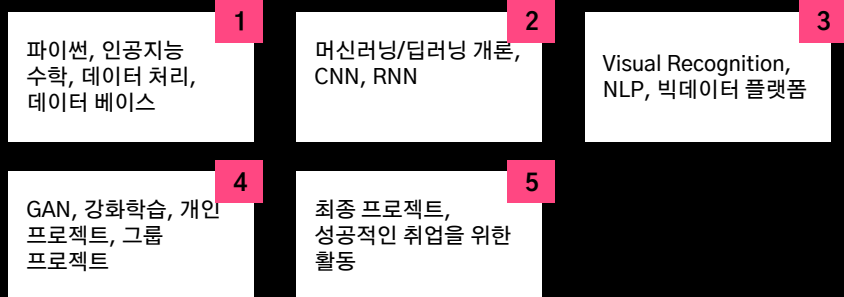 1
파이썬, 인공지능
수학, 데이터 처리,
데이터 베이스
2
머신러닝/딥러닝 개론,
CNN, RNN
3
Visual Recognition,
NLP, 빅데이터 플랫폼
4
GAN, 강화학습, 개인
프로젝트, 그룹
프로젝트
5
최종 프로젝트,
성공적인 취업을 위한
활동